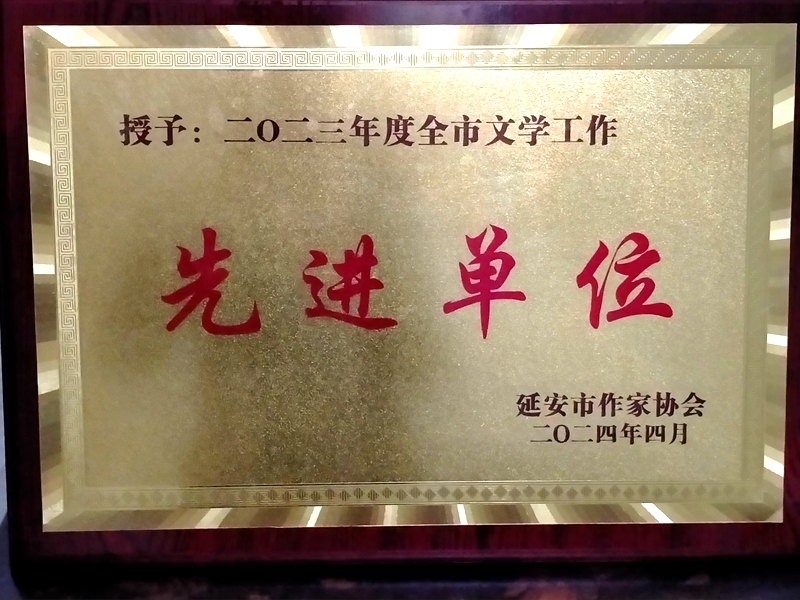 授予：二〇二三年度全市文学工作
先进单位
延安市作家协会
二〇二四年四月